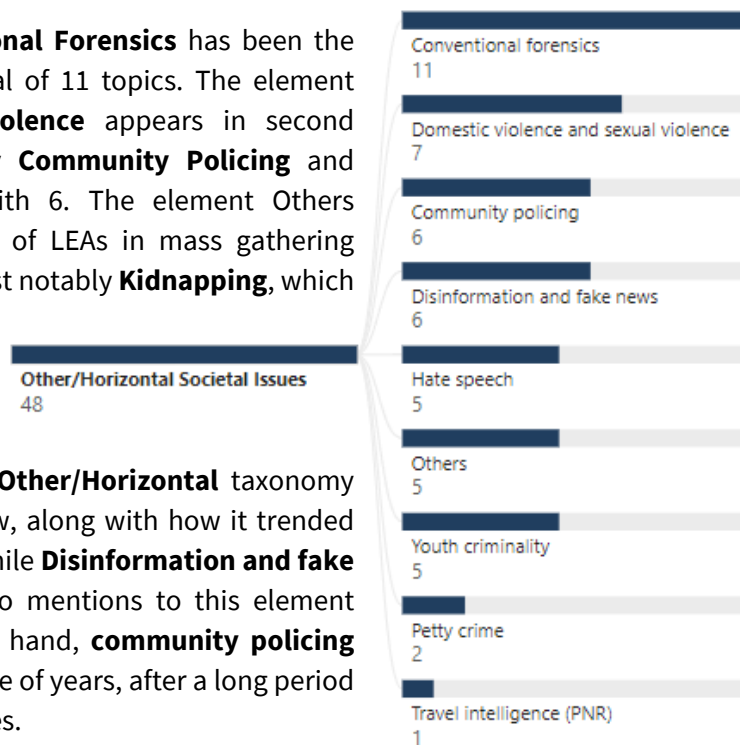 onal Forensics has been the
al of 11 topics. The element
olence appears in second
Community Policing and
ith 6. The element Others
of LEAs in mass gathering
st notably Kidnapping, which
Other/Horizontal Societal Issues
48
Other/Horizontal taxonomy
w, along with how it trended
hile Disinformation and fake
o mentions to this element
hand, community policing
e of years, after a long period
es.
Conventional forensics
11
Domestic violence and sexual violence
7
Community policing
6
Disinformation and fake news
6
Hate speech
5
Others
5
Youth criminality
5
Petty crime
2
Travel intelligence (PNR)
1